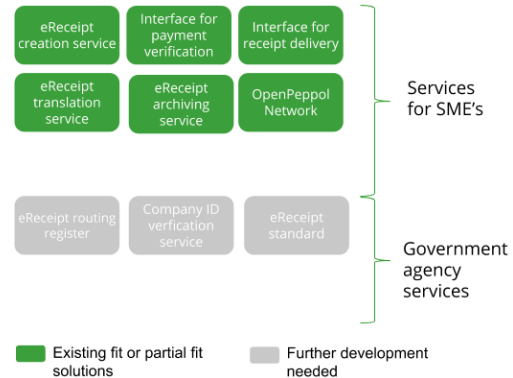 eReceipt
creation service
Interface for
payment
verification
Interface for
receipt delivery
eReceipt
translation
service
eReceipt
archiving
service
OpenPeppol
Network
Services
for SME's
eReceipt routing
register
Company ID
verfication
service
eReceipt
standard
Government
agency
services
Existing fit or partial fit
solutions
Further development
needed